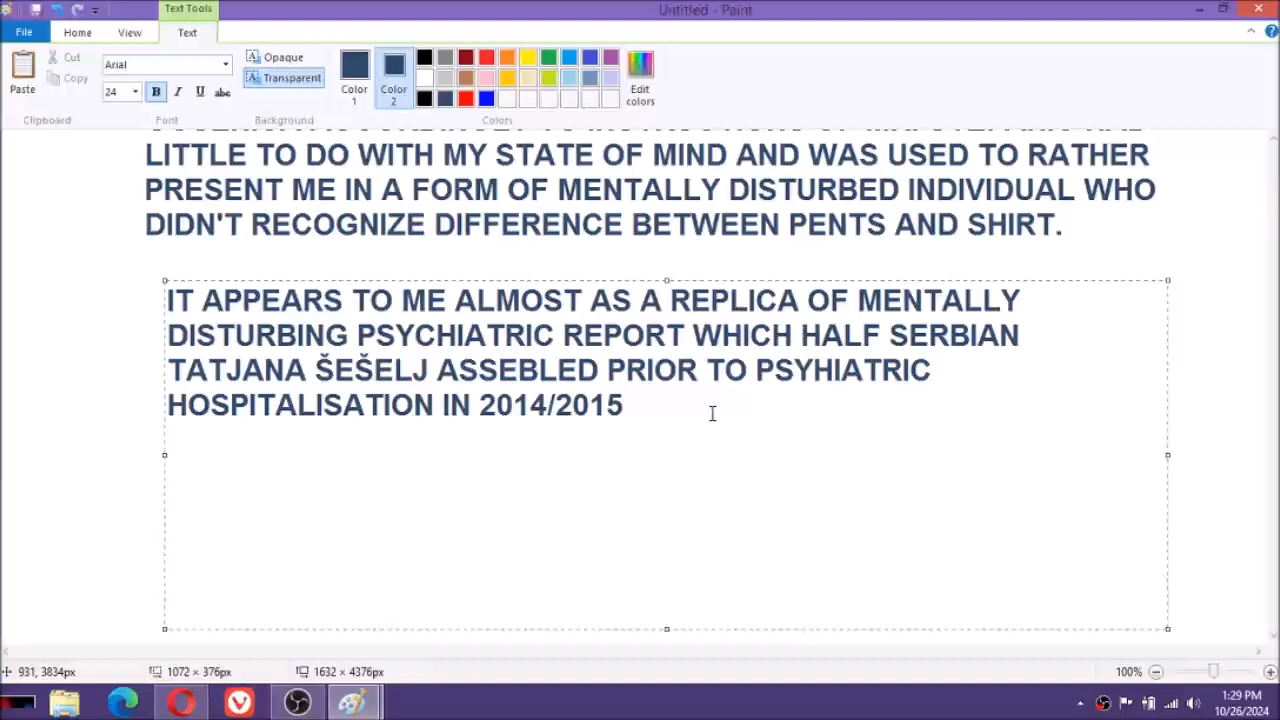 Text Tools
Untitled - Paint
File
Home
View
Text
Paste
Cut
Copy
Clipboard
Arial
24
B I U abc
Font
Opaque
Transparent
Background
Color 1
Color 2
Edit colors
Colors
LITTLE TO DO WITH MY STATE OF MIND AND WAS USED TO RATHER
PRESENT ME IN A FORM OF MENTALLY DISTURBED INDIVIDUAL WHO
DIDN'T RECOGNIZE DIFFERENCE BETWEEN PENTS AND SHIRT.
IT APPEARS TO ME ALMOST AS A REPLICA OF MENTALLY
DISTURBING PSYCHIATRIC REPORT WHICH HALF SERBIAN
TATJANA ŠEŠELJ ASSEBLED PRIOR TO PSYHIATRIC
HOSPITALISATION IN 2014/2015
931, 3834px
1072 × 376px
1632 × 4376px
100%
1:29 PM
10/26/2024